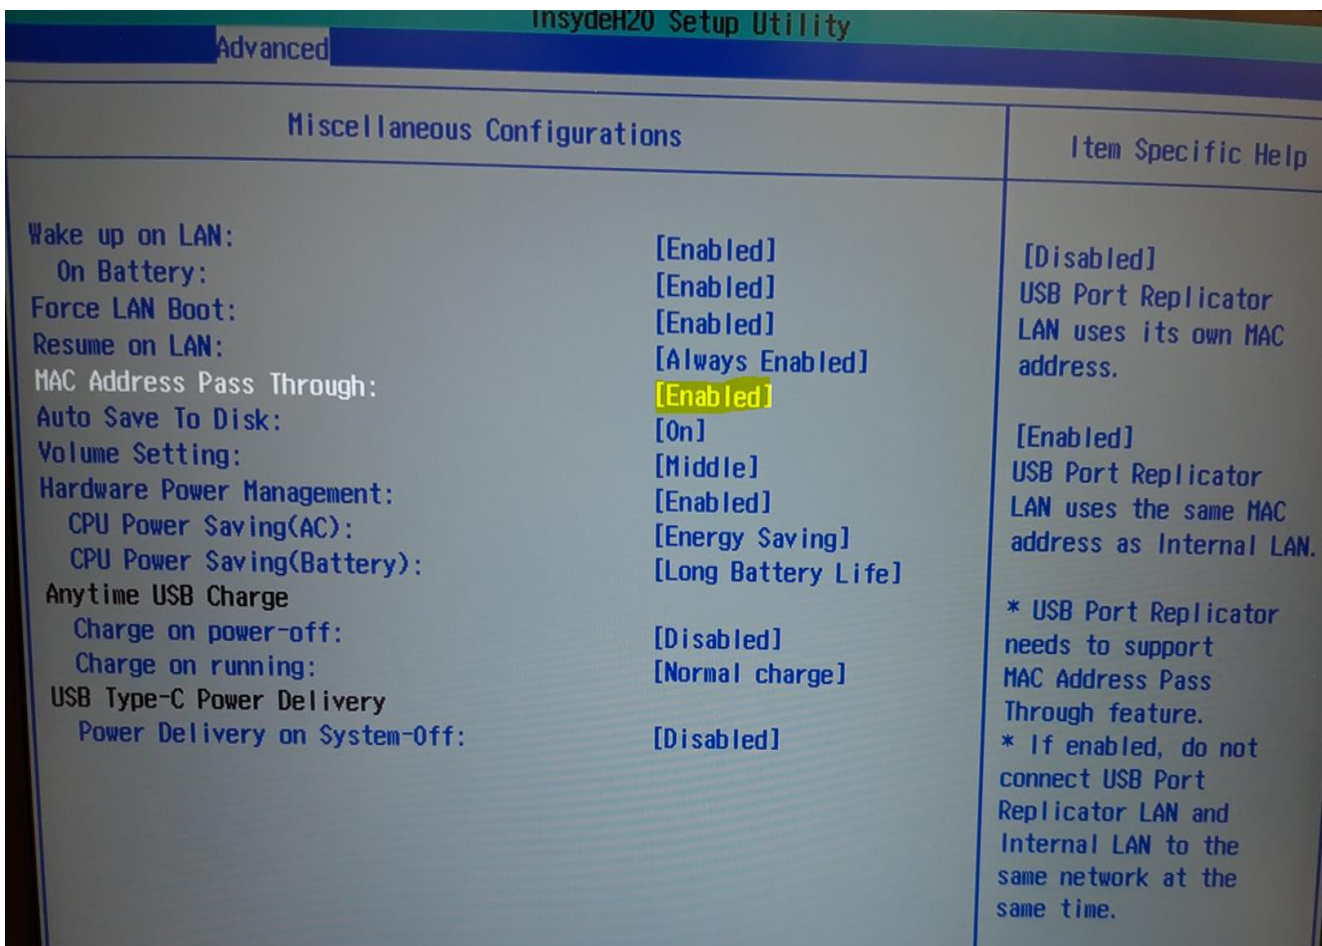 InsydeH20 Setup Utility
Advanced
Miscellaneous Configurations
Item Specific Help
Wake up on LAN: [Enabled]
On Battery: [Enabled]
Force LAN Boot: [Enabled]
Resume on LAN: [Always Enabled]
MAC Address Pass Through: [Enabled]
Auto Save To Disk: [On]
Volume Setting: [Middle]
Hardware Power Management: [Enabled]
CPU Power Saving(AC): [Energy Saving]
CPU Power Saving(Battery): [Long Battery Life]
Anytime USB Charge
Charge on power-off: [Disabled]
Charge on running: [Normal charge]
USB Type-C Power Delivery
Power Delivery on System-Off: [Disabled]
[Disabled]
USB Port Replicator
LAN uses its own MAC
address.
[Enabled]
USB Port Replicator
LAN uses the same MAC
address as Internal LAN.
* USB Port Replicator
needs to support
MAC Address Pass
Through feature.
* If enabled, do not
connect USB Port
Replicator LAN and
Internal LAN to the
same network at the
same time.